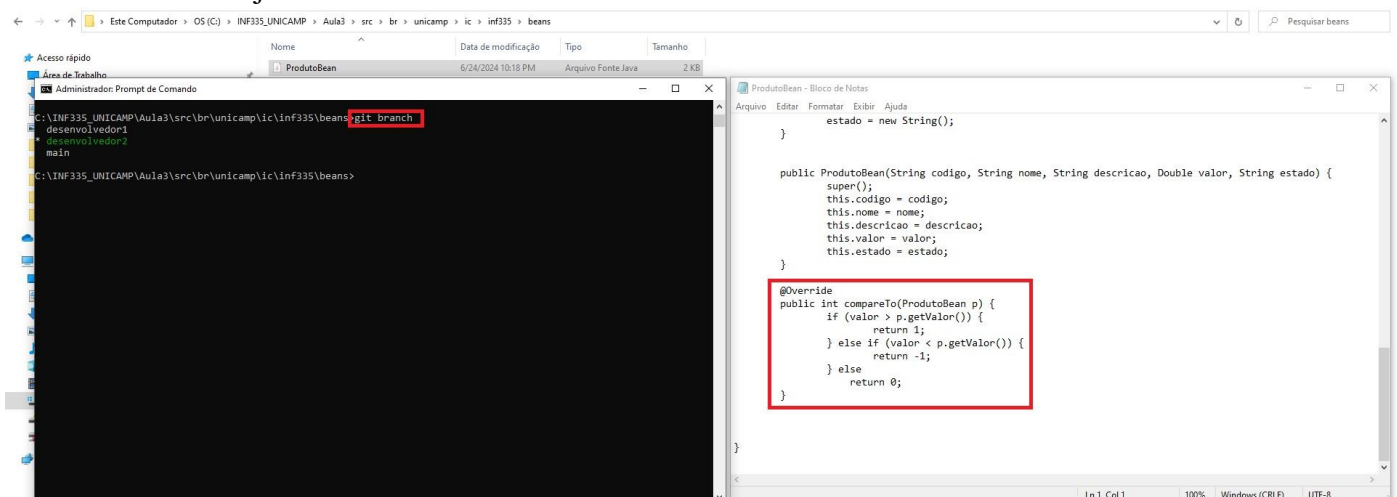 Este Computador > OS (C:) > INF335_UNICAMP > Aula3 > src > br > unicamp > ic > inf335 > beans
Pesquisar beans
Nome
Data de modificação
Tipo
Tamanho
Acesso rápido
Área de Trabalho
ProdutoBean
6/24/2024 10:18 PM
Arquivo Fonte Java
2 KB
Administrador: Prompt de Comando
C:\INF335_UNICAMP\Aula3\src\br\unicamp\ic\inf335\beans>git branch
desenvolvedor1
* desenvolvedor2
main
C:\INF335_UNICAMP\Aula3\src\br\unicamp\ic\inf335\beans>
ProdutoBean - Bloco de Notas
Arquivo Editar Formatar Exibir Ajuda
estado = new String();
}
public ProdutoBean(String codigo, String nome, String descricao, Double valor, String estado) {
super();
this.codigo = codigo;
this.nome = nome;
this.descricao = descricao;
this.valor = valor;
this.estado = estado;
}
@Override
public int compareTo(ProdutoBean p) {
if (valor > p.getValor()) {
return 1;
} else if (valor < p.getValor()) {
return -1;
} else
return 0;
}
}
Ln 1, Col 1
100%
Windows (CRLF)
UTF-8